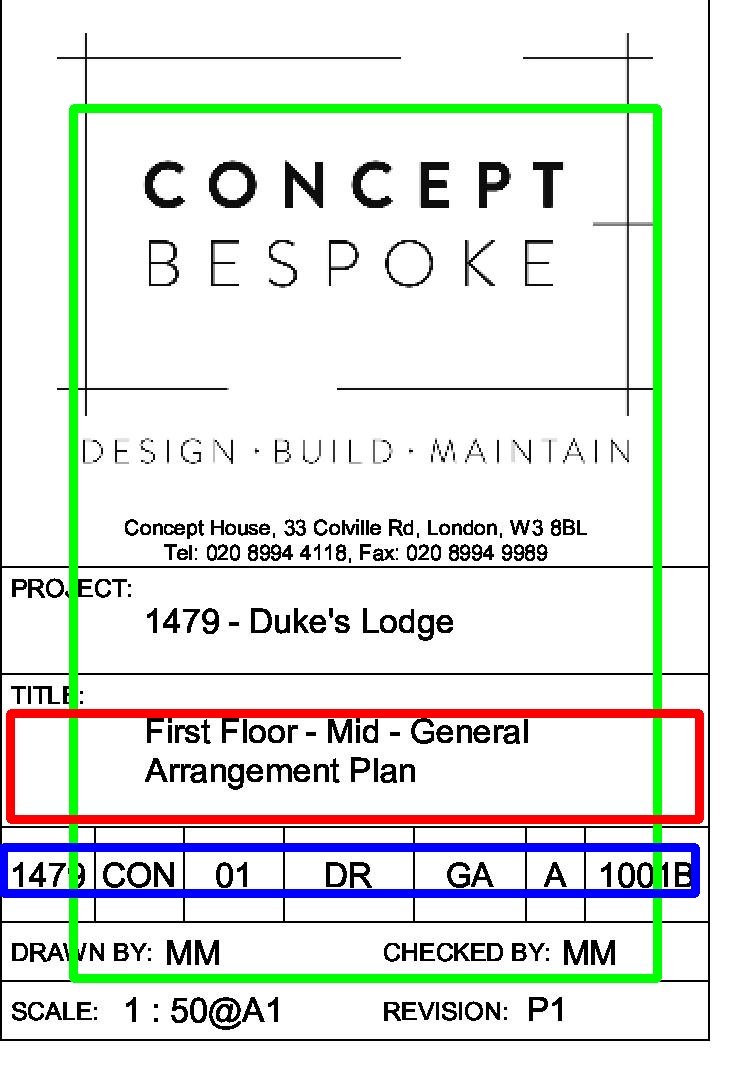 CONCEPT
BESPOKE
DESIGN · BUILD · MAINTAIN
Concept House, 33 Colville Rd, London, W3 8BL
Tel: 020 8994 4118, Fax: 020 8994 9989
PROJECT:
1479 - Duke's Lodge
TITLE:
First Floor - Mid - General
Arrangement Plan
1479 CON 01 DR GA A 1001B
DRAWN BY: MM CHECKED BY: MM
SCALE: 1 : 50@A1 REVISION: P1